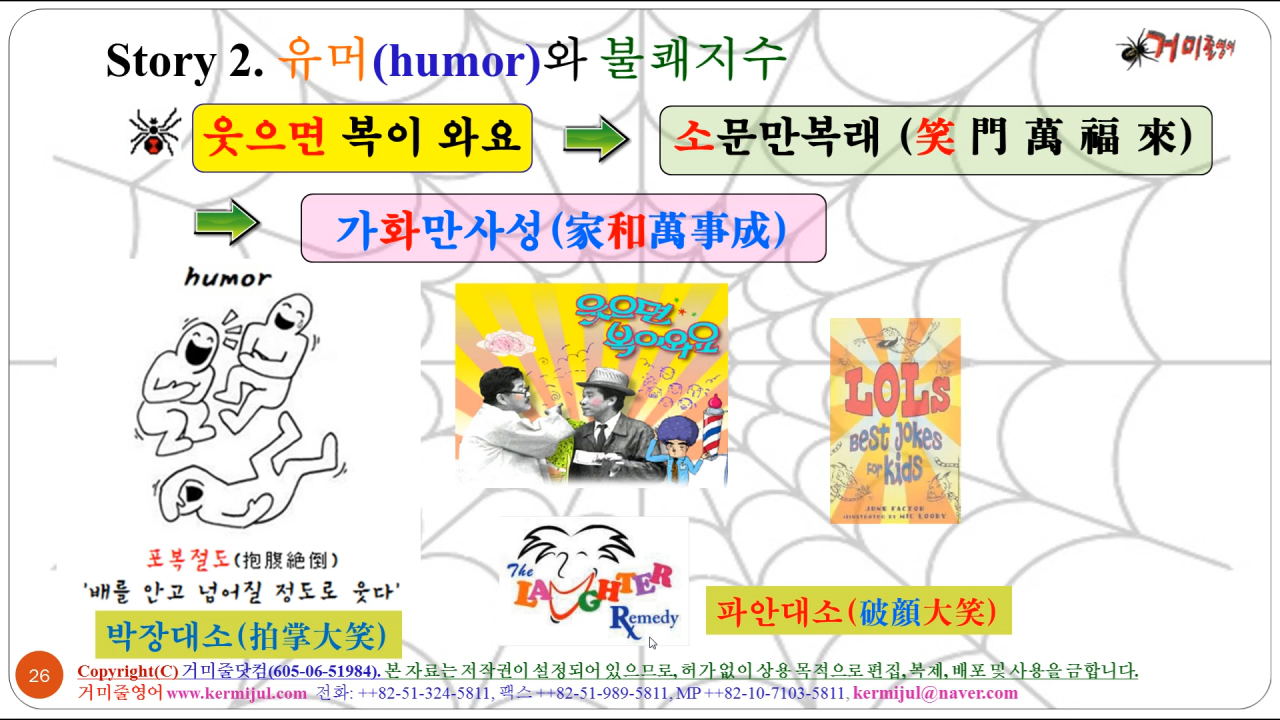 Story 2. 유머(humor)와 불쾌지수
거미줄영어
웃으면 복이 와요
소문만복래 (笑 門 萬 福 來)
가화만사성(家和萬事成)
humor
웃으면
복이와요
LOLs
Best Jokes
for kids
JUNE FACTOR
ILLUSTRATED BY MIC LOOBY
The
LAUGHTER
Remedy
포복절도(抱腹絶倒)
'배를 안고 넘어질 정도로 웃다'
박장대소(拍掌大笑)
파안대소(破顔大笑)
26
Copyright(C) 거미줄닷컴(605-06-51984). 본 자료는 저작권이 설정되어 있으므로, 허가 없이 상용 목적으로 편집, 복제, 배포 및 사용을 금합니다.
거미줄영어 www.kermijul.com 전화: ++82-51-324-5811, 팩스 ++82-51-989-5811, MP ++82-10-7103-5811, kermijul@naver.com